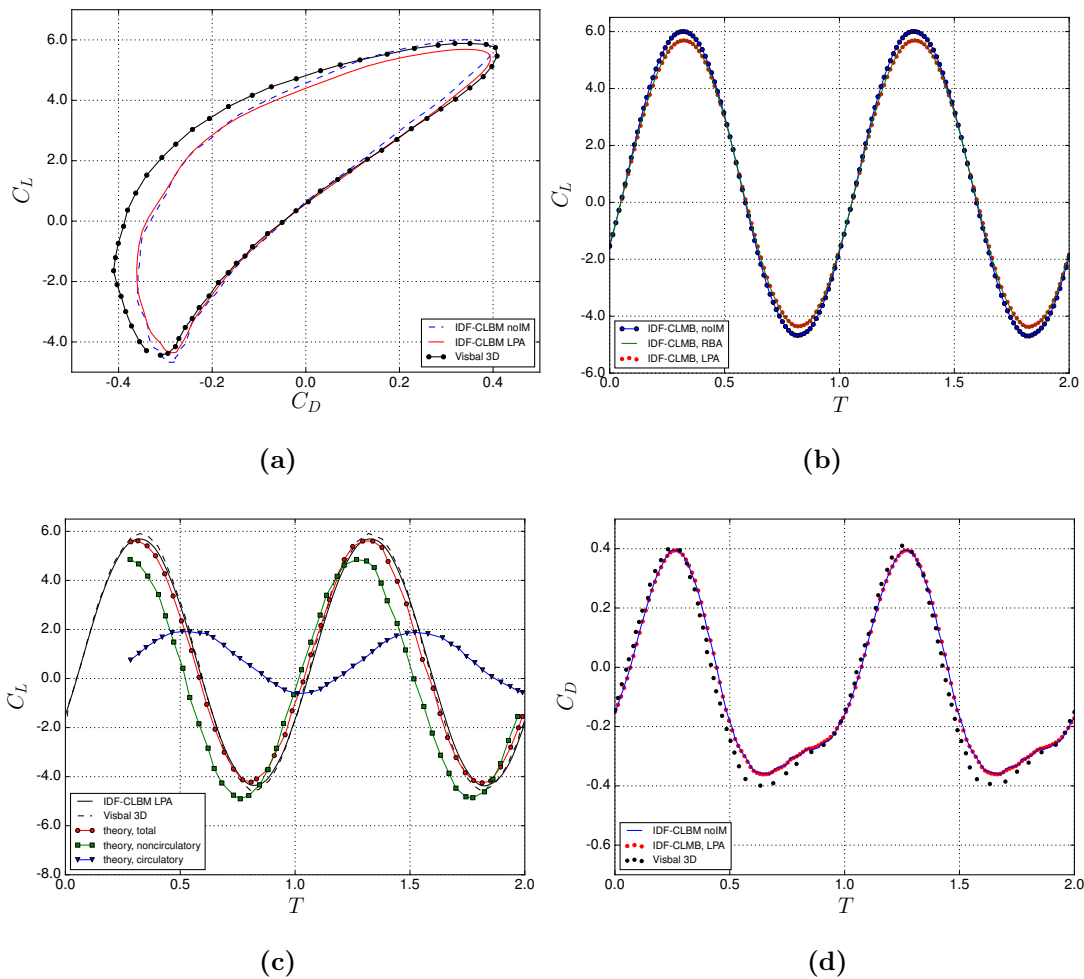 6.0
4.0
2.0
0.0
-2.0
-4.0
C_L
-0.4
-0.2
0.0
0.2
0.4
C_D
IDF-CLBM noIM
IDF-CLBM LPA
Visbal 3D
(a)
6.0
4.0
2.0
0.0
-2.0
-4.0
-6.0
C_L
0.0
0.5
1.0
1.5
2.0
T
IDF-CLMB, noIM
IDF-CLMB, RBA
IDF-CLMB, LPA
(b)
6.0
4.0
2.0
0.0
-2.0
-4.0
-6.0
-8.0
C_L
0.0
0.5
1.0
1.5
2.0
T
IDF-CLBM LPA
Visbal 3D
theory, total
theory, noncirculatory
theory, circulatory
(c)
0.4
0.2
0.0
-0.2
-0.4
-0.6
C_D
0.0
0.5
1.0
1.5
2.0
T
IDF-CLBM noIM
IDF-CLMB, LPA
Visbal 3D
(d)